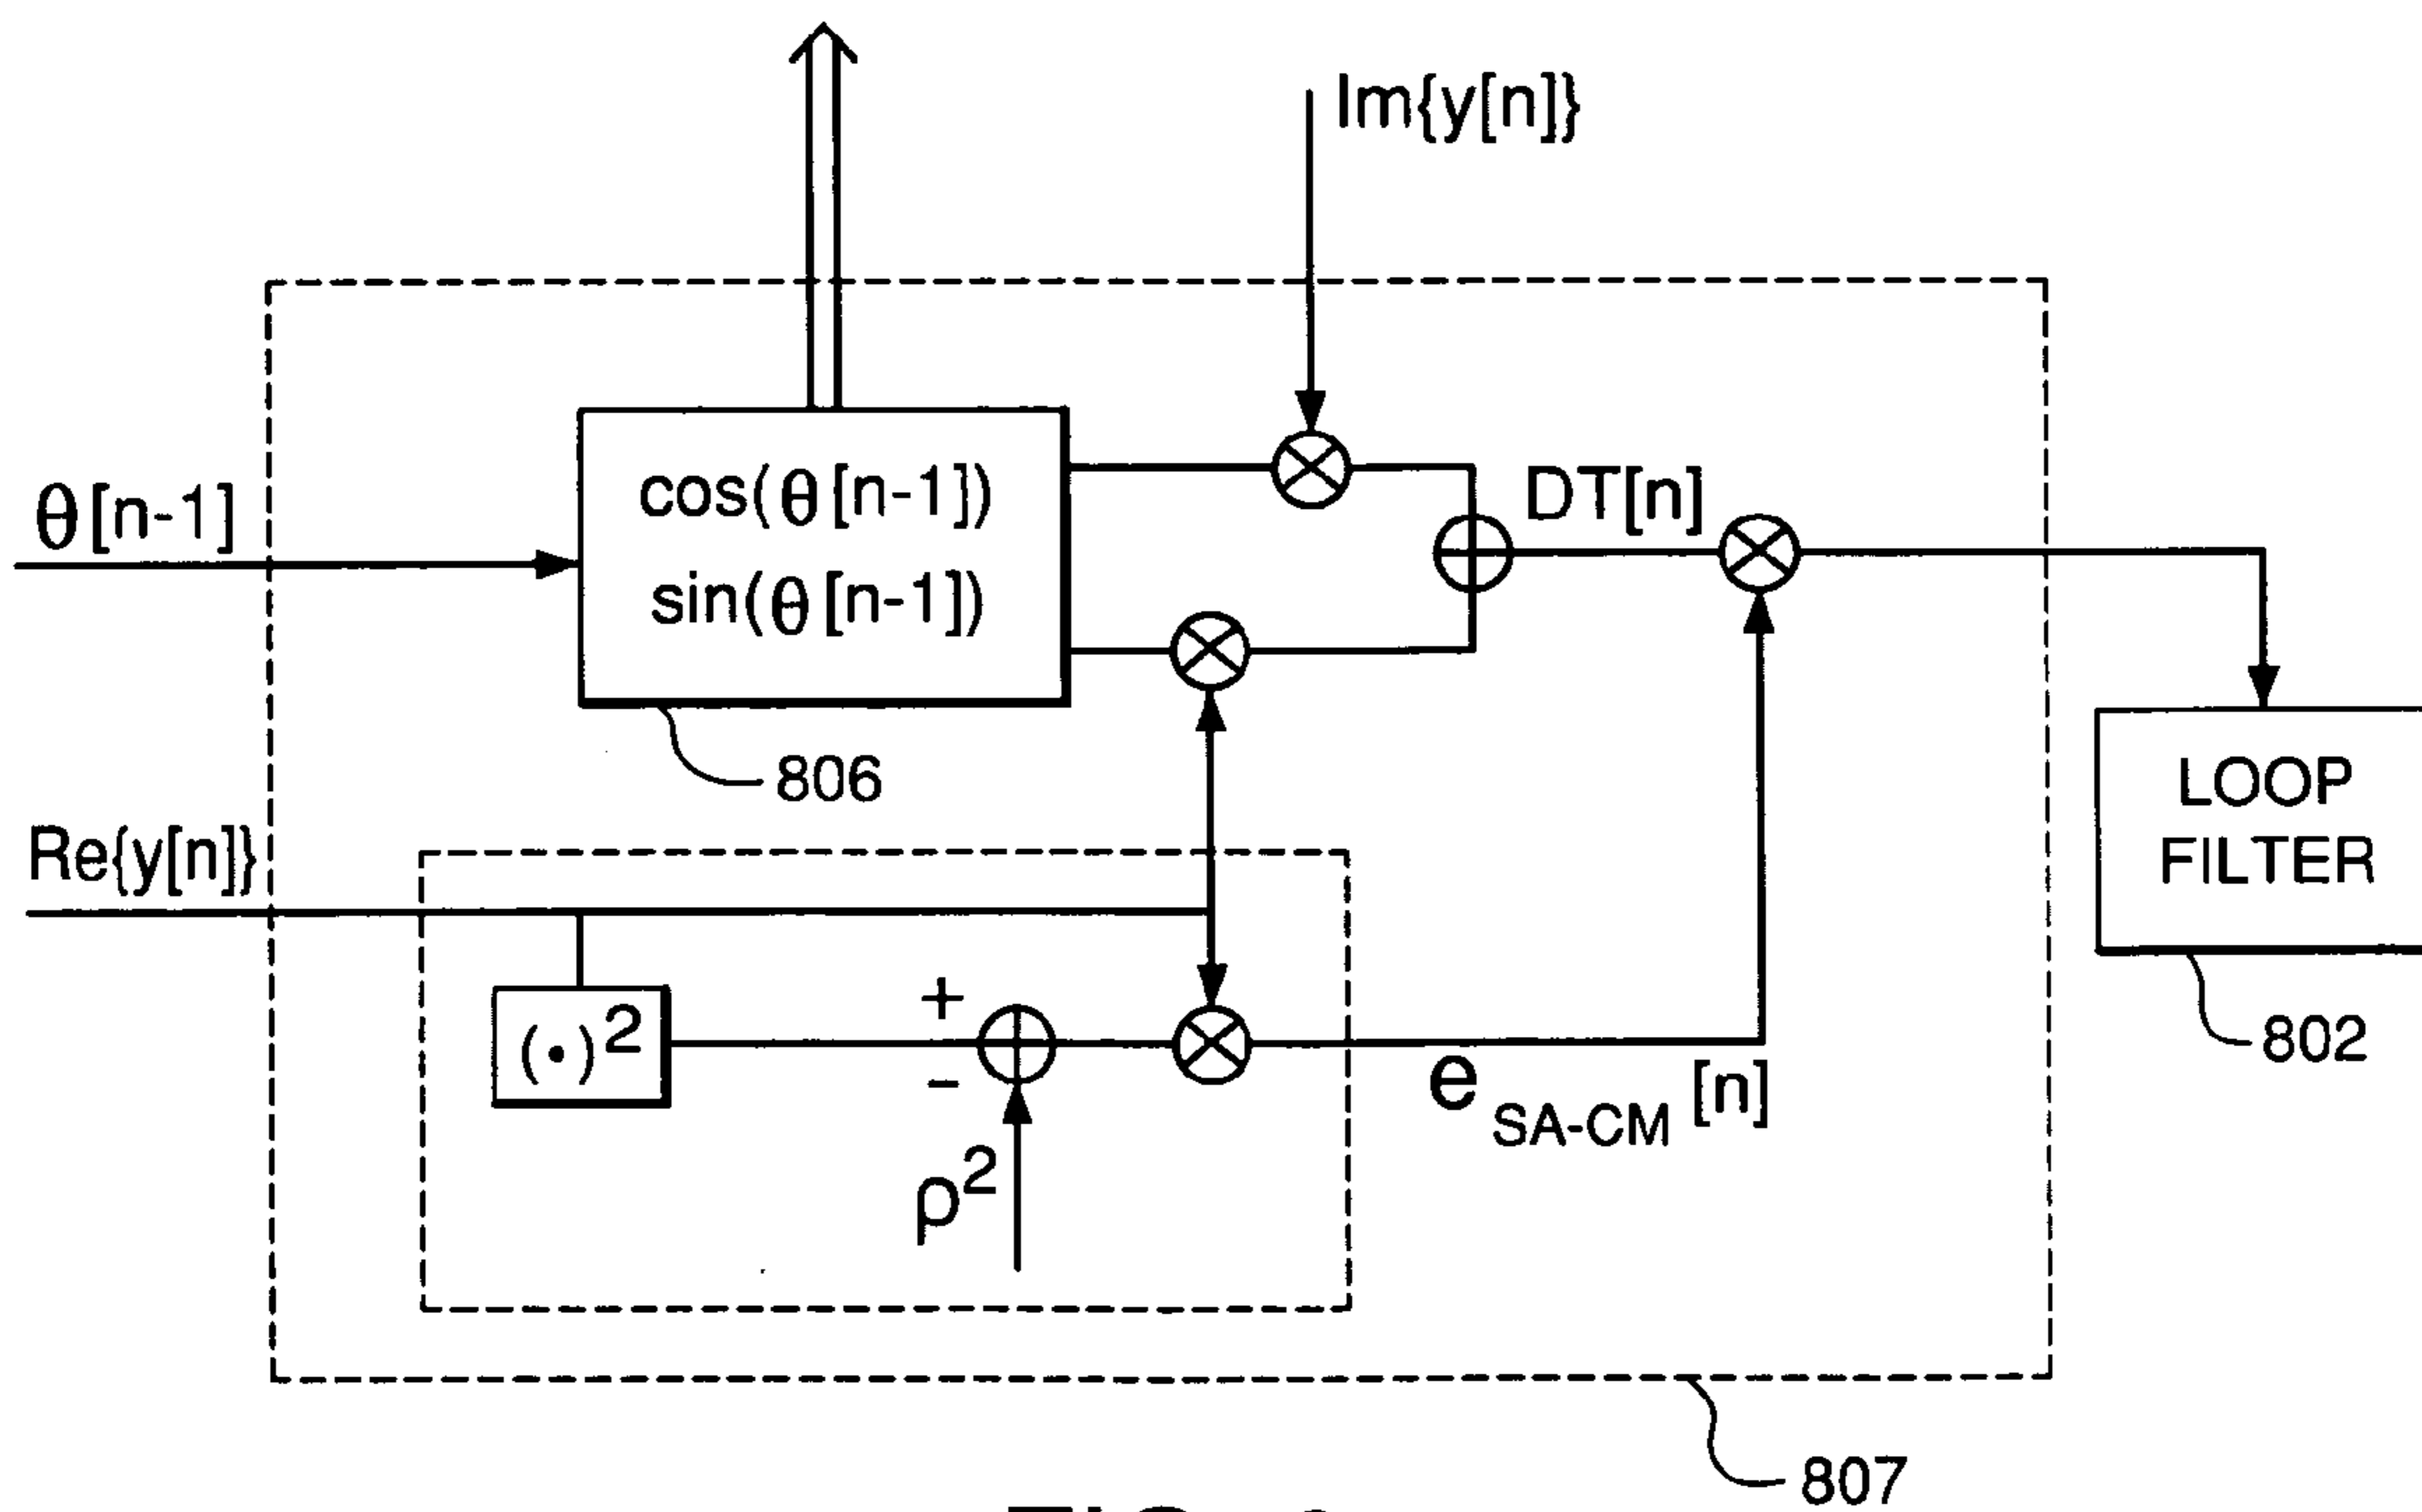 Im{y[n]}
θ[n-1]
cos(θ[n-1])
sin(θ[n-1])
DT[n]
806
Re{y[n]}
LOOP
FILTER
802
(•)²
+
−
e SA-CM [n]
ρ²
807